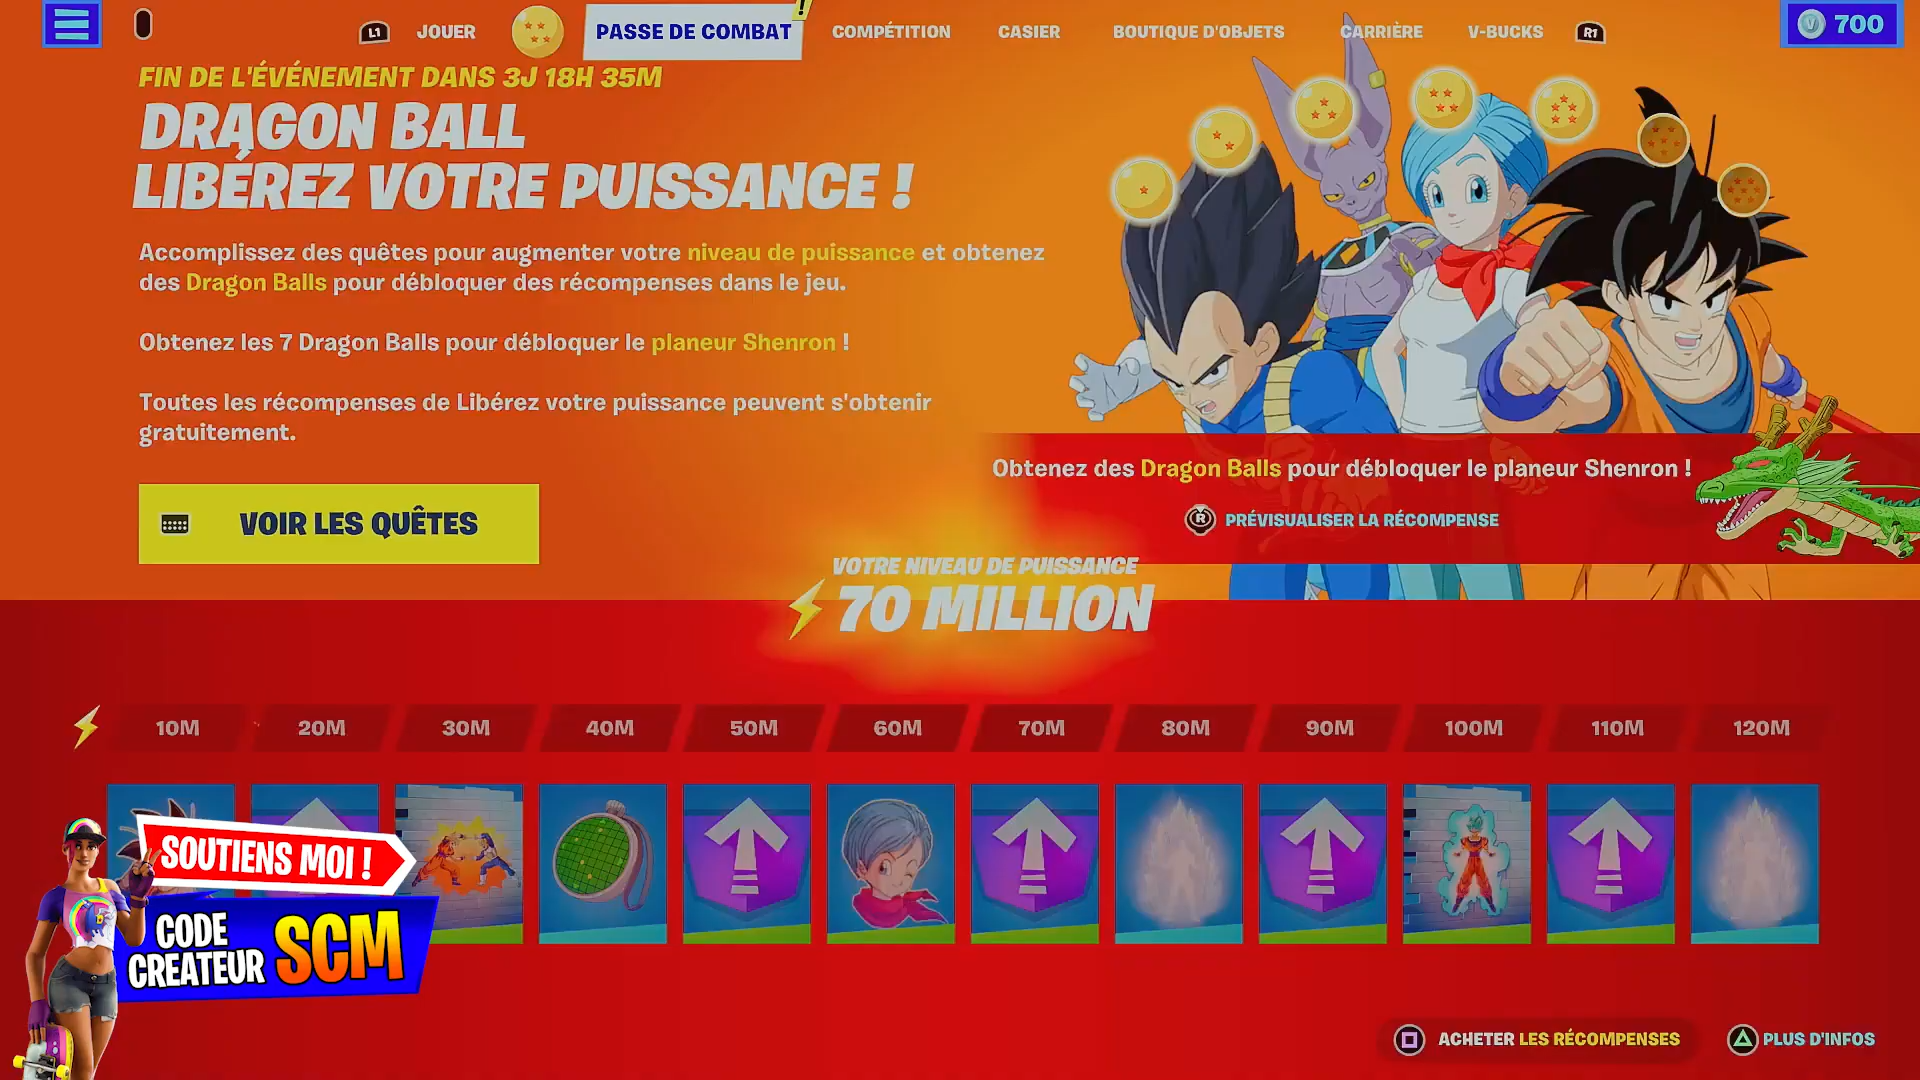 L1
JOUER
PASSE DE COMBAT
!
COMPÉTITION
CASIER
BOUTIQUE D'OBJETS
CARRIÈRE
V-BUCKS
R1
V 700
FIN DE L'ÉVÉNEMENT DANS 3J 18H 35M
DRAGON BALL
LIBÉREZ VOTRE PUISSANCE !
Accomplissez des quêtes pour augmenter votre niveau de puissance et obtenez
des Dragon Balls pour débloquer des récompenses dans le jeu.
Obtenez les 7 Dragon Balls pour débloquer le planeur Shenron !
Toutes les récompenses de Libérez votre puissance peuvent s'obtenir
gratuitement.
VOIR LES QUÊTES
Obtenez des Dragon Balls pour débloquer le planeur Shenron !
R PRÉVISUALISER LA RÉCOMPENSE
VOTRE NIVEAU DE PUISSANCE
70 MILLION
10M
20M
30M
40M
50M
60M
70M
80M
90M
100M
110M
120M
SOUTIENS MOI !
CODE
CREATEUR SCM
ACHETER LES RÉCOMPENSES
PLUS D'INFOS